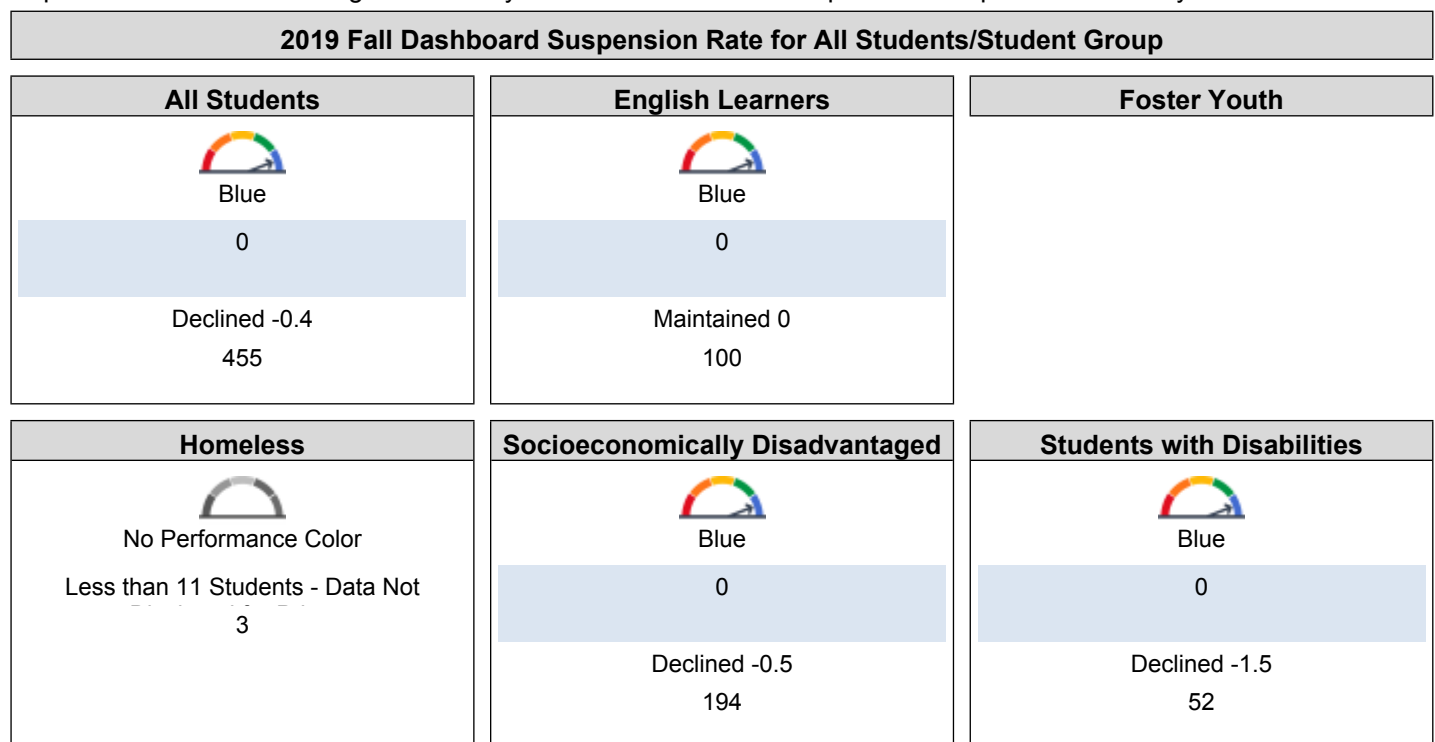 2019 Fall Dashboard Suspension Rate for All Students/Student Group
All Students
Blue
0
Declined -0.4
455
English Learners
Blue
0
Maintained 0
100
Foster Youth
Homeless
No Performance Color
Less than 11 Students - Data Not
3
Socioeconomically Disadvantaged
Blue
0
Declined -0.5
194
Students with Disabilities
Blue
0
Declined -1.5
52